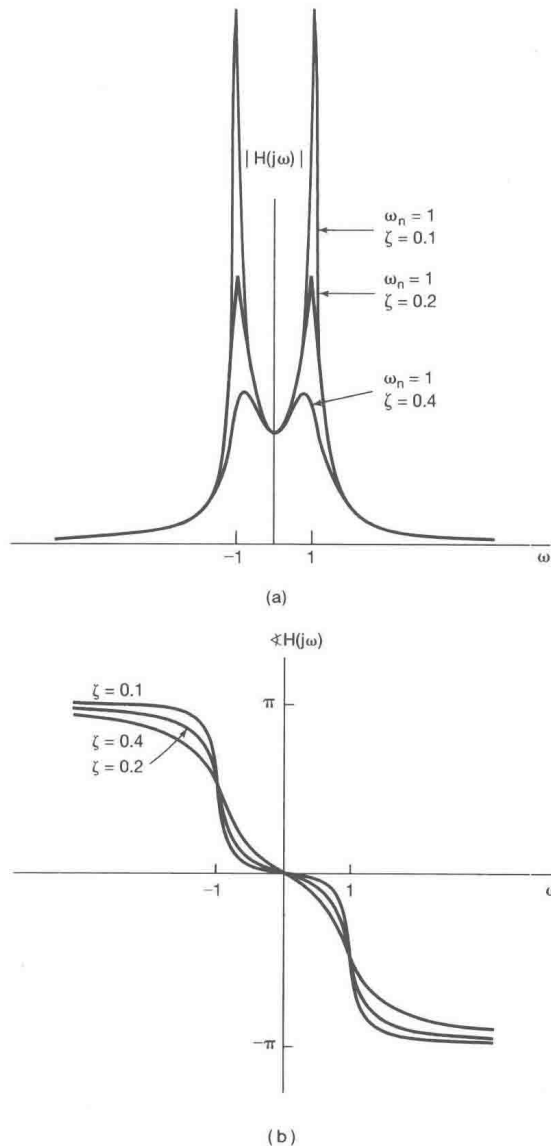 | H(jω) |
ωn = 1
ζ = 0.1
ωn = 1
ζ = 0.2
ωn = 1
ζ = 0.4
−1
1
ω
(a)
∢H(jω)
π
ζ = 0.1
ζ = 0.4
ζ = 0.2
−1
1
ω
−π
(b)